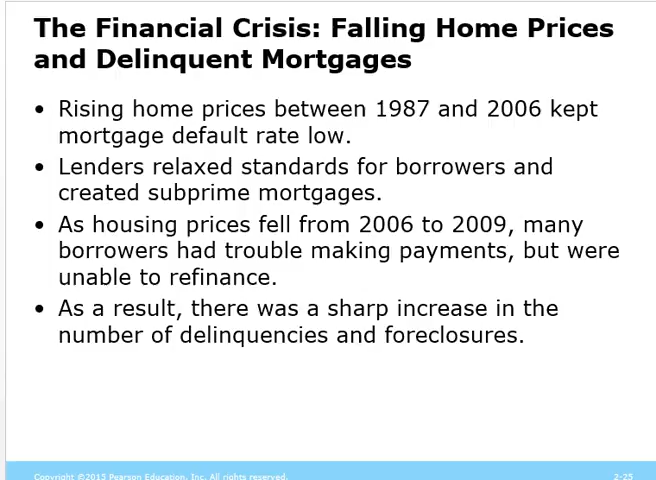 The Financial Crisis: Falling Home Prices
and Delinquent Mortgages
• Rising home prices between 1987 and 2006 kept
mortgage default rate low.
• Lenders relaxed standards for borrowers and
created subprime mortgages.
• As housing prices fell from 2006 to 2009, many
borrowers had trouble making payments, but were
unable to refinance.
• As a result, there was a sharp increase in the
number of delinquencies and foreclosures.
Copyright ©2015 Pearson Education, Inc. All rights reserved.
2-25